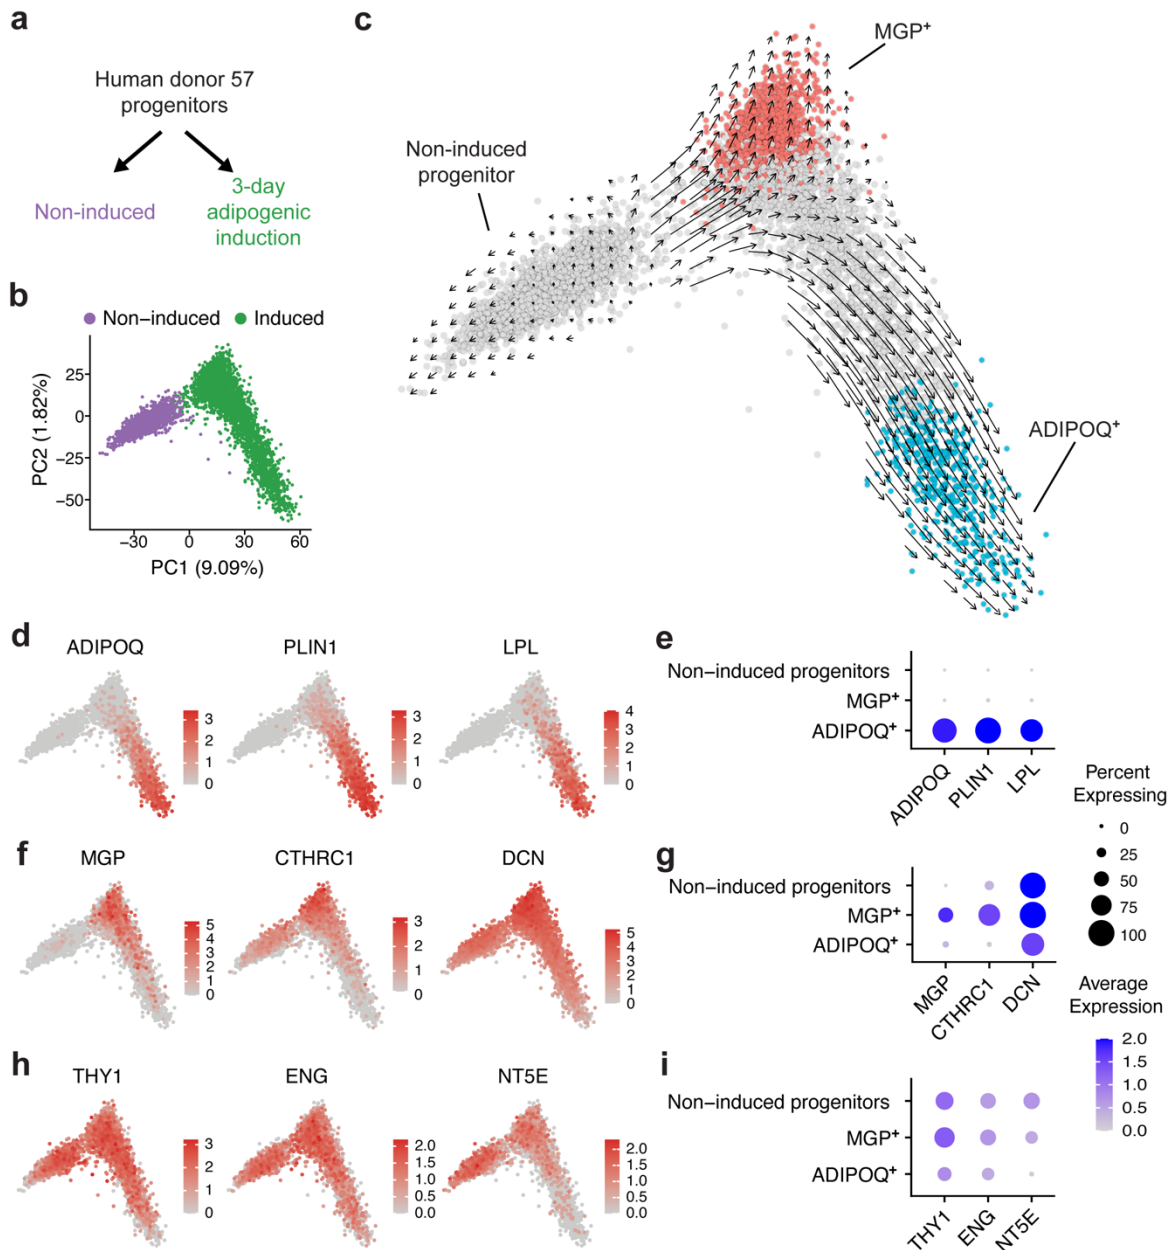 a
Human donor 57
progenitors
Non-induced
3-day
adipogenic
induction
b
Non−induced
Induced
PC2 (1.82%)
25
0
−25
−50
−30
0
30
60
PC1 (9.09%)
c
MGP⁺
Non-induced
progenitor
ADIPOQ⁺
d
ADIPOQ
3
2
1
0
PLIN1
3
2
1
0
LPL
4
3
2
1
0
e
Non−induced progenitors
MGP⁺
ADIPOQ⁺
ADIPOQ
PLIN1
LPL
Percent
Expressing
0
25
50
75
100
Average
Expression
2.0
1.5
1.0
0.5
0.0
f
MGP
5
4
3
2
1
0
CTHRC1
3
2
1
0
DCN
5
4
3
2
1
0
g
Non−induced progenitors
MGP⁺
ADIPOQ⁺
MGP
CTHRC1
DCN
h
THY1
3
2
1
0
ENG
2.0
1.5
1.0
0.5
0.0
NT5E
2.0
1.5
1.0
0.5
0.0
i
Non−induced progenitors
MGP⁺
ADIPOQ⁺
THY1
ENG
NT5E